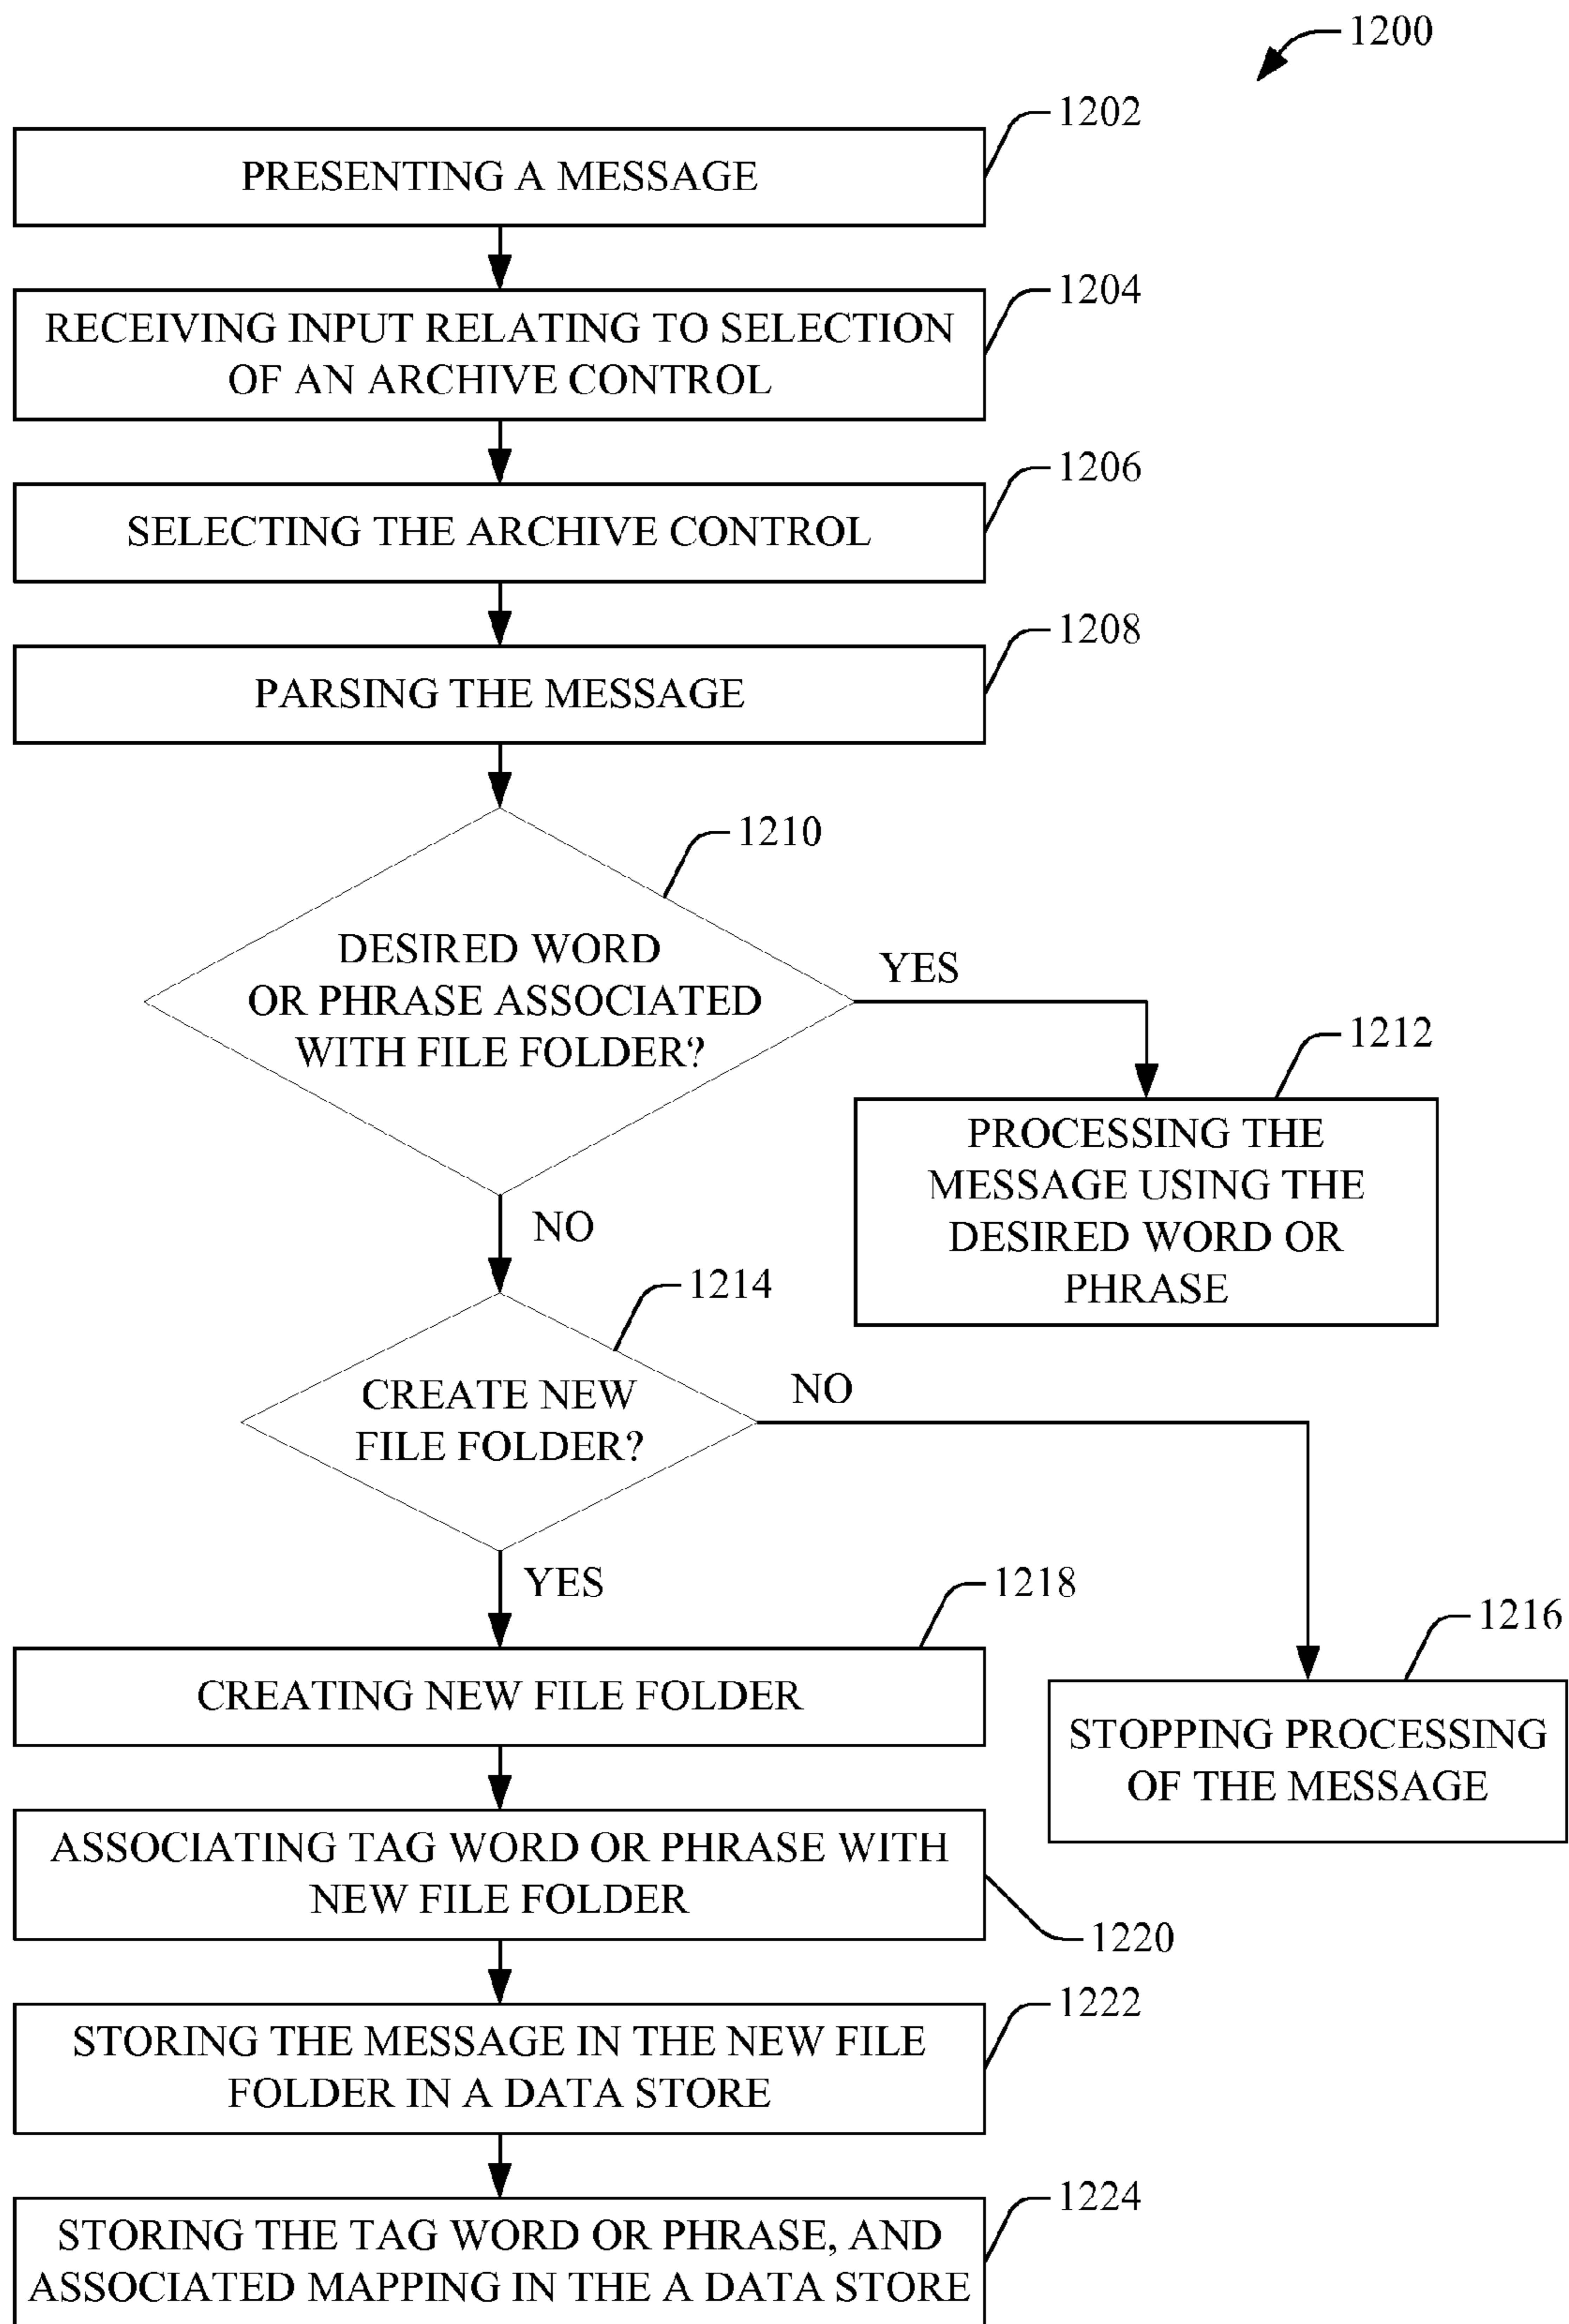 1200
1202
PRESENTING A MESSAGE
1204
RECEIVING INPUT RELATING TO SELECTION
OF AN ARCHIVE CONTROL
1206
SELECTING THE ARCHIVE CONTROL
1208
PARSING THE MESSAGE
1210
DESIRED WORD
OR PHRASE ASSOCIATED
WITH FILE FOLDER?
YES
1212
PROCESSING THE
MESSAGE USING THE
DESIRED WORD OR
PHRASE
NO
1214
CREATE NEW
FILE FOLDER?
NO
YES
1216
STOPPING PROCESSING
OF THE MESSAGE
1218
CREATING NEW FILE FOLDER
ASSOCIATING TAG WORD OR PHRASE WITH
NEW FILE FOLDER
1220
1222
STORING THE MESSAGE IN THE NEW FILE
FOLDER IN A DATA STORE
1224
STORING THE TAG WORD OR PHRASE, AND
ASSOCIATED MAPPING IN THE A DATA STORE